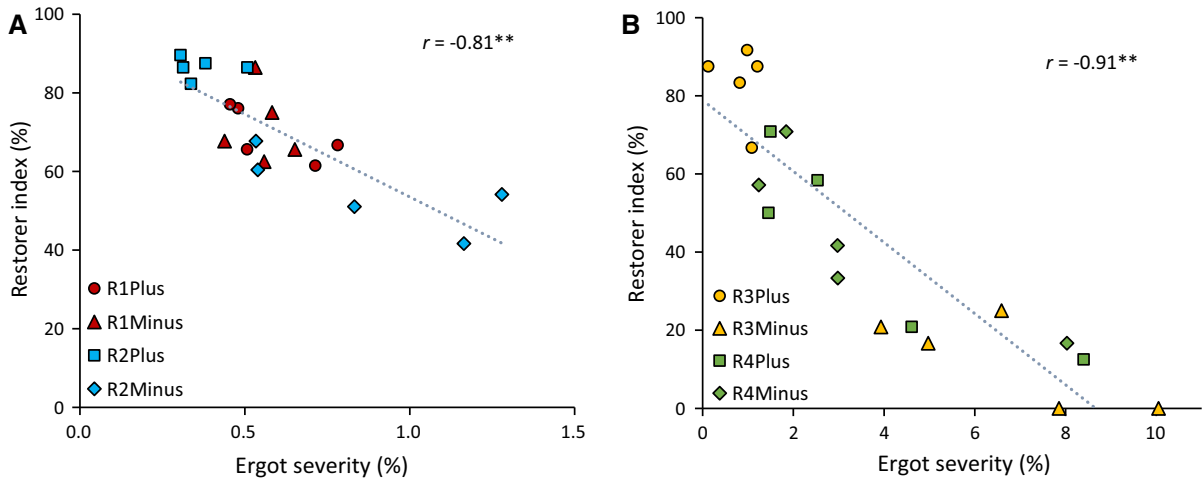 A
r = -0.81**
Restorer index (%)
100
80
60
40
20
0
R1Plus
R1Minus
R2Plus
R2Minus
0.0
0.5
1.0
1.5
Ergot severity (%)
B
r = -0.91**
Restorer index (%)
100
80
60
40
20
0
R3Plus
R3Minus
R4Plus
R4Minus
0
2
4
6
8
10
Ergot severity (%)